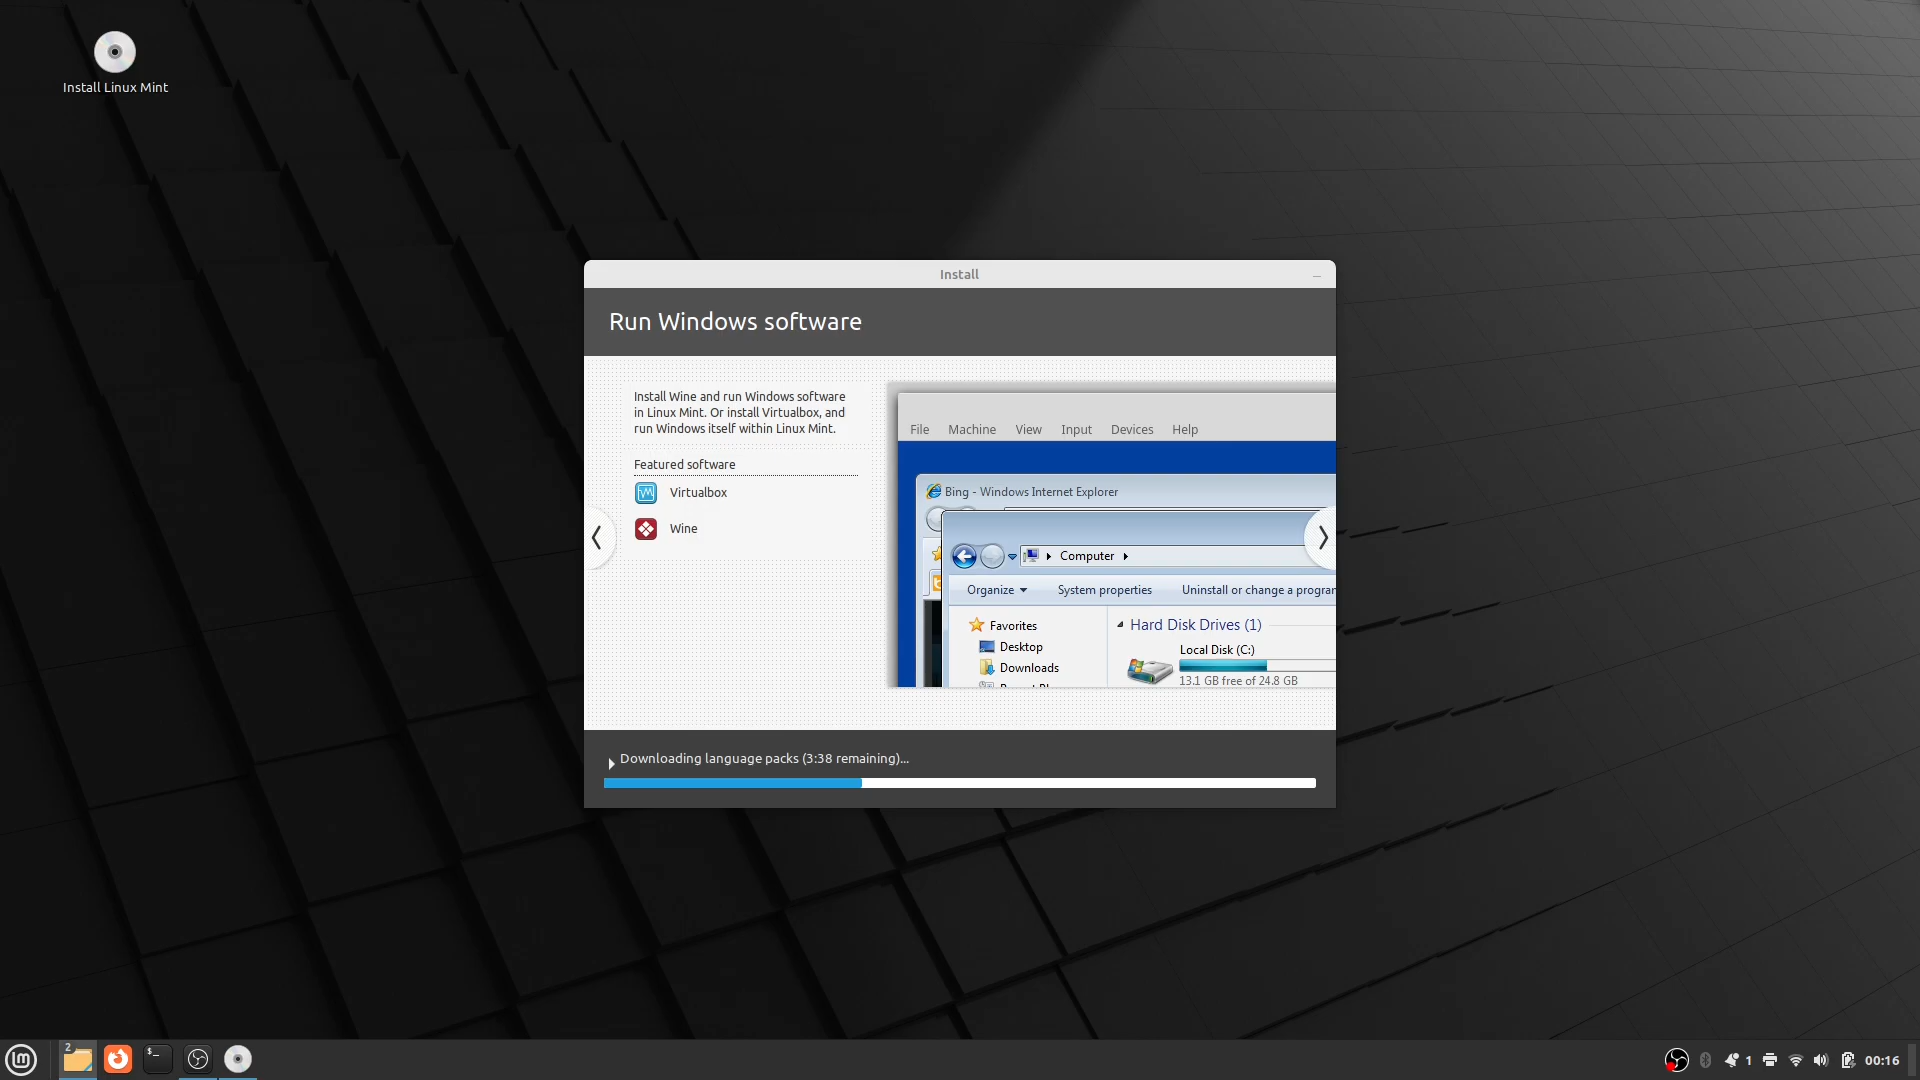 Install Linux Mint
Install
Run Windows software
Install Wine and run Windows software
in Linux Mint. Or install Virtualbox, and
run Windows itself within Linux Mint.
Featured software
Virtualbox
Wine
File Machine View Input Devices Help
Bing - Windows Internet Explorer
Computer
Organize System properties Uninstall or change a
Favorites
Desktop
Downloads
Hard Disk Drives (1)
Local Disk (C:)
13.1 GB free of 24.8 GB
Downloading language packs (3:38 remaining)...
2
$_
1
00:16